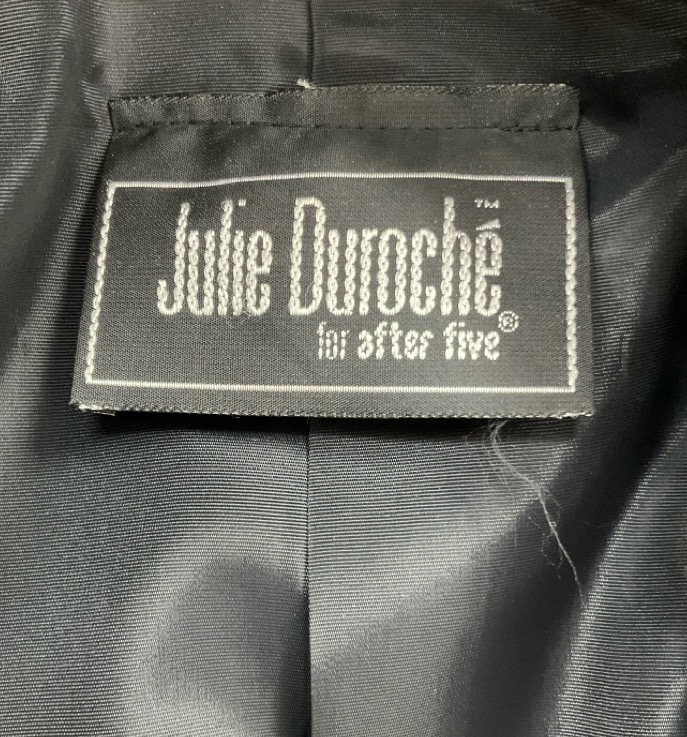 Julie Duroché™
for after five®